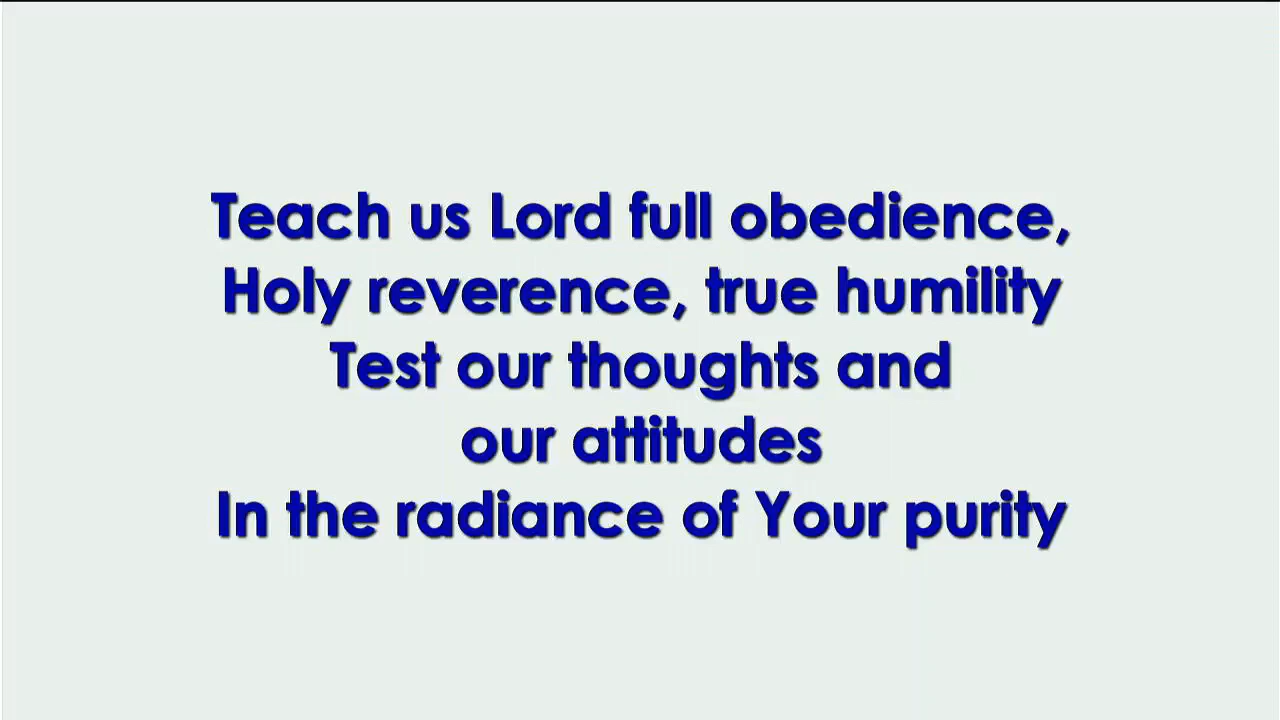 Teach us Lord full obedience,
Holy reverence, true humility
Test our thoughts and
our attitudes
In the radiance of Your purity